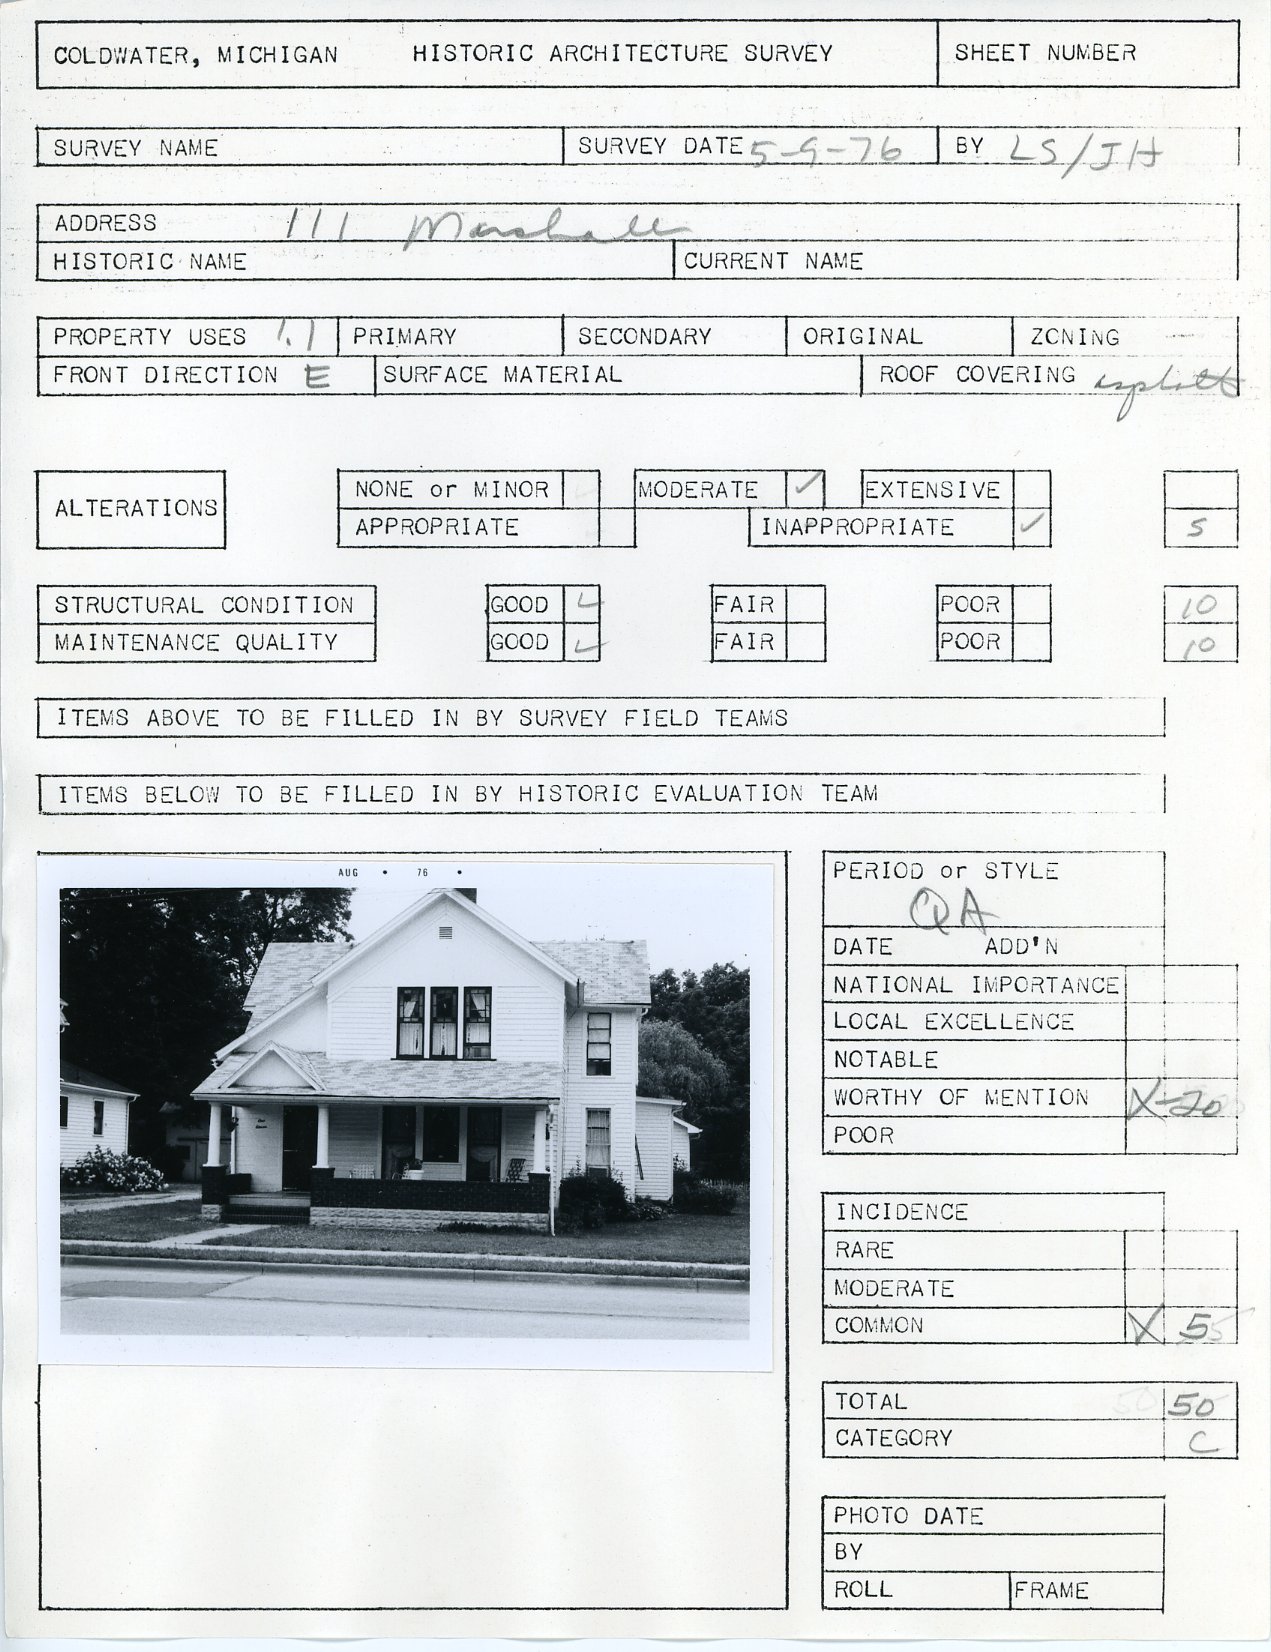 COLDWATER, MICHIGAN HISTORIC ARCHITECTURE SURVEY SHEET NUMBER
SURVEY NAME SURVEY DATE 5-9-76 BY LS/JH
ADDRESS 111 Marshall
HISTORIC NAME CURRENT NAME
PROPERTY USES 1.1 PRIMARY SECONDARY ORIGINAL ZONING
FRONT DIRECTION E SURFACE MATERIAL ROOF COVERING asphalt
ALTERATIONS
NONE or MINOR MODERATE ✓ EXTENSIVE
APPROPRIATE INAPPROPRIATE ✓ 5
STRUCTURAL CONDITION GOOD ✓ FAIR POOR 10
MAINTENANCE QUALITY GOOD ✓ FAIR POOR 10
ITEMS ABOVE TO BE FILLED IN BY SURVEY FIELD TEAMS
ITEMS BELOW TO BE FILLED IN BY HISTORIC EVALUATION TEAM
AUG • 76 •
PERIOD or STYLE
QA
DATE ADD'N
NATIONAL IMPORTANCE
LOCAL EXCELLENCE
NOTABLE
WORTHY OF MENTION X-20
POOR
INCIDENCE
RARE
MODERATE
COMMON X 5
TOTAL 50
CATEGORY C
PHOTO DATE
BY
ROLL FRAME